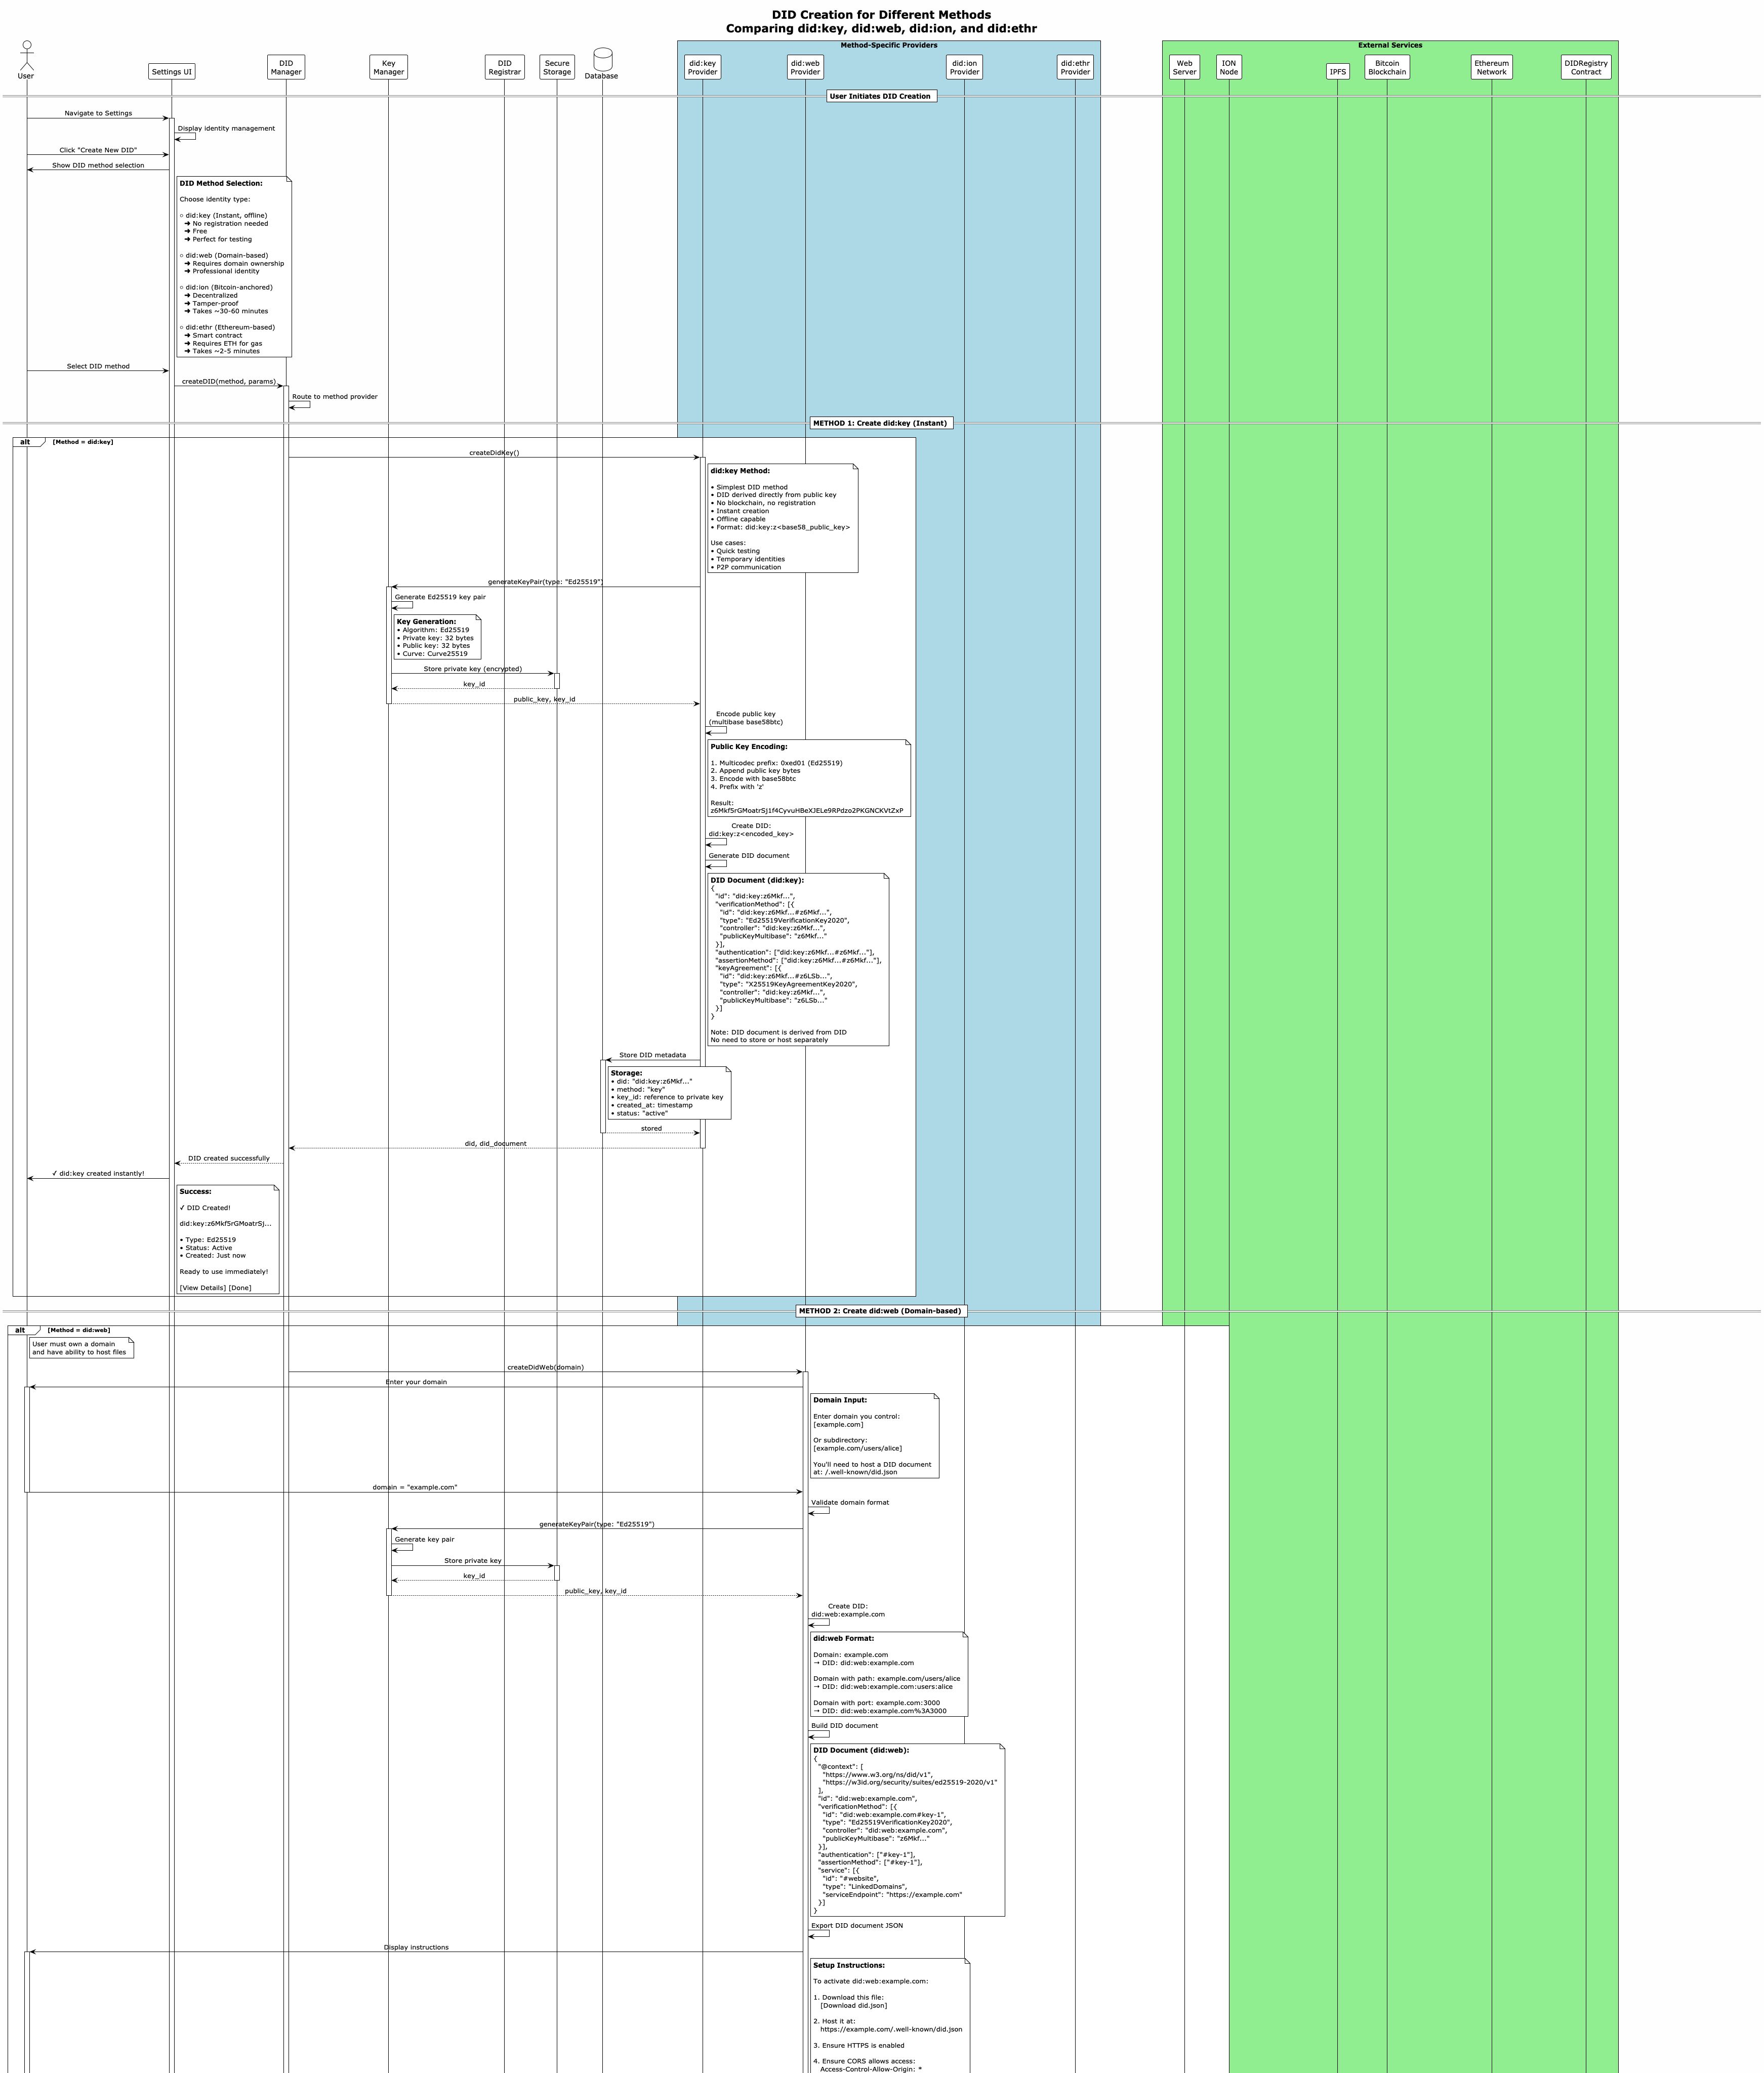 DID Creation for Different Methods
Comparing did:key, did:web, did:ion, and did:ethr
Method-Specific Providers
External Services
User
Settings UI
DID
Manager
Key
Manager
DID
Registrar
Secure
Storage
Database
did:key
Provider
did:web
Provider
did:ion
Provider
did:ethr
Provider
Web
Server
ION
Node
IPFS
Bitcoin
Blockchain
Ethereum
Network
DIDRegistry
Contract
User Initiates DID Creation
Navigate to Settings
Display identity management
Click "Create New DID"
Show DID method selection
DID Method Selection:
Choose identity type:
○ did:key (Instant, offline)
➜ No registration needed
➜ Free
➜ Perfect for testing
○ did:web (Domain-based)
➜ Requires domain ownership
➜ Professional identity
○ did:ion (Bitcoin-anchored)
➜ Decentralized
➜ Tamper-proof
➜ Takes ~30-60 minutes
○ did:ethr (Ethereum-based)
➜ Smart contract
➜ Requires ETH for gas
➜ Takes ~2-5 minutes
Select DID method
createDID(method, params)
Route to method provider
METHOD 1: Create did:key (Instant)
alt [Method = did:key]
createDidKey()
did:key Method:
• Simplest DID method
• DID derived directly from public key
• No blockchain, no registration
• Instant creation
• Offline capable
• Format: did:key:z<base58_public_key>
Use cases:
• Quick testing
• Temporary identities
• P2P communication
generateKeyPair(type: "Ed25519")
Generate Ed25519 key pair
Key Generation:
• Algorithm: Ed25519
• Private key: 32 bytes
• Public key: 32 bytes
• Curve: Curve25519
Store private key (encrypted)
key_id
public_key, key_id
Encode public key
(multibase base58btc)
Public Key Encoding:
1. Multicodec prefix: 0xed01 (Ed25519)
2. Append public key bytes
3. Encode with base58btc
4. Prefix with 'z'
Result:
z6Mkf5rGMoatrSj1f4CyvuHBeXJELe9RPdzo2PKGNCKVtZxP
Create DID:
did:key:z<encoded_key>
Generate DID document
DID Document (did:key):
{
"id": "did:key:z6Mkf...",
"verificationMethod": [{
"id": "did:key:z6Mkf...#z6Mkf...",
"type": "Ed25519VerificationKey2020",
"controller": "did:key:z6Mkf...",
"publicKeyMultibase": "z6Mkf..."
}],
"authentication": ["did:key:z6Mkf...#z6Mkf..."],
"assertionMethod": ["did:key:z6Mkf...#z6Mkf..."],
"keyAgreement": [{
"id": "did:key:z6Mkf...#z6LSb...",
"type": "X25519KeyAgreementKey2020",
"controller": "did:key:z6Mkf...",
"publicKeyMultibase": "z6LSb..."
}]
}
Note: DID document is derived from DID
No need to store or host separately
Store DID metadata
Storage:
• did: "did:key:z6Mkf..."
• method: "key"
• key_id: reference to private key
• created_at: timestamp
• status: "active"
stored
did, did_document
DID created successfully
✓ did:key created instantly!
Success:
✓ DID Created!
did:key:z6Mkf5rGMoatrSj...
• Type: Ed25519
• Status: Active
• Created: Just now
Ready to use immediately!
[View Details] [Done]
METHOD 2: Create did:web (Domain-based)
alt [Method = did:web]
User must own a domain
and have ability to host files
createDidWeb(domain)
Enter your domain
Domain Input:
Enter domain you control:
[example.com]
Or subdirectory:
[example.com/users/alice]
You'll need to host a DID document
at: /.well-known/did.json
domain = "example.com"
Validate domain format
generateKeyPair(type: "Ed25519")
Generate key pair
Store private key
key_id
public_key, key_id
Create DID:
did:web:example.com
did:web Format:
Domain: example.com
→ DID: did:web:example.com
Domain with path: example.com/users/alice
→ DID: did:web:example.com:users:alice
Domain with port: example.com:3000
→ DID: did:web:example.com%3A3000
Build DID document
DID Document (did:web):
{
"@context": [
"https://www.w3.org/ns/did/v1",
"https://w3id.org/security/suites/ed25519-2020/v1"
],
"id": "did:web:example.com",
"verificationMethod": [{
"id": "did:web:example.com#key-1",
"type": "Ed25519VerificationKey2020",
"controller": "did:web:example.com",
"publicKeyMultibase": "z6Mkf..."
}],
"authentication": ["#key-1"],
"assertionMethod": ["#key-1"],
"service": [{
"id": "#website",
"type": "LinkedDomains",
"serviceEndpoint": "https://example.com"
}]
}
Export DID document JSON
Display instructions
Setup Instructions:
To activate did:web:example.com:
1. Download this file:
[Download did.json]
2. Host it at:
https://example.com/.well-known/did.json
3. Ensure HTTPS is enabled
4. Ensure CORS allows access:
Access-Control-Allow-Origin: *